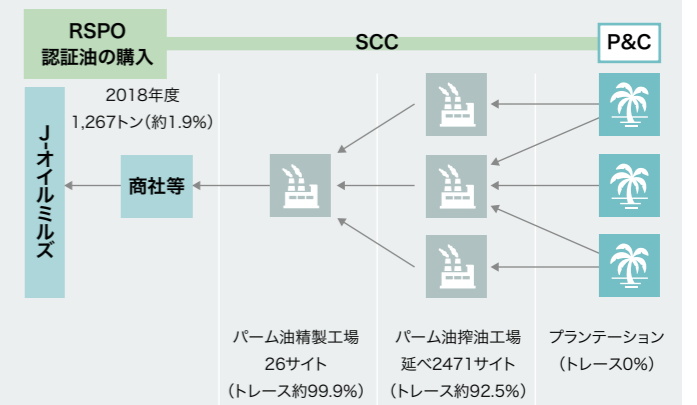 RSPO
認証油の購入
SCC
P&C
2018年度
1,267トン(約1.9%)
J-オイルミルズ
商社等
パーム油精製工場
26サイト
(トレース約99.9%)
パーム油搾油工場
延べ2471サイト
(トレース約92.5%)
プランテーション
(トレース0%)